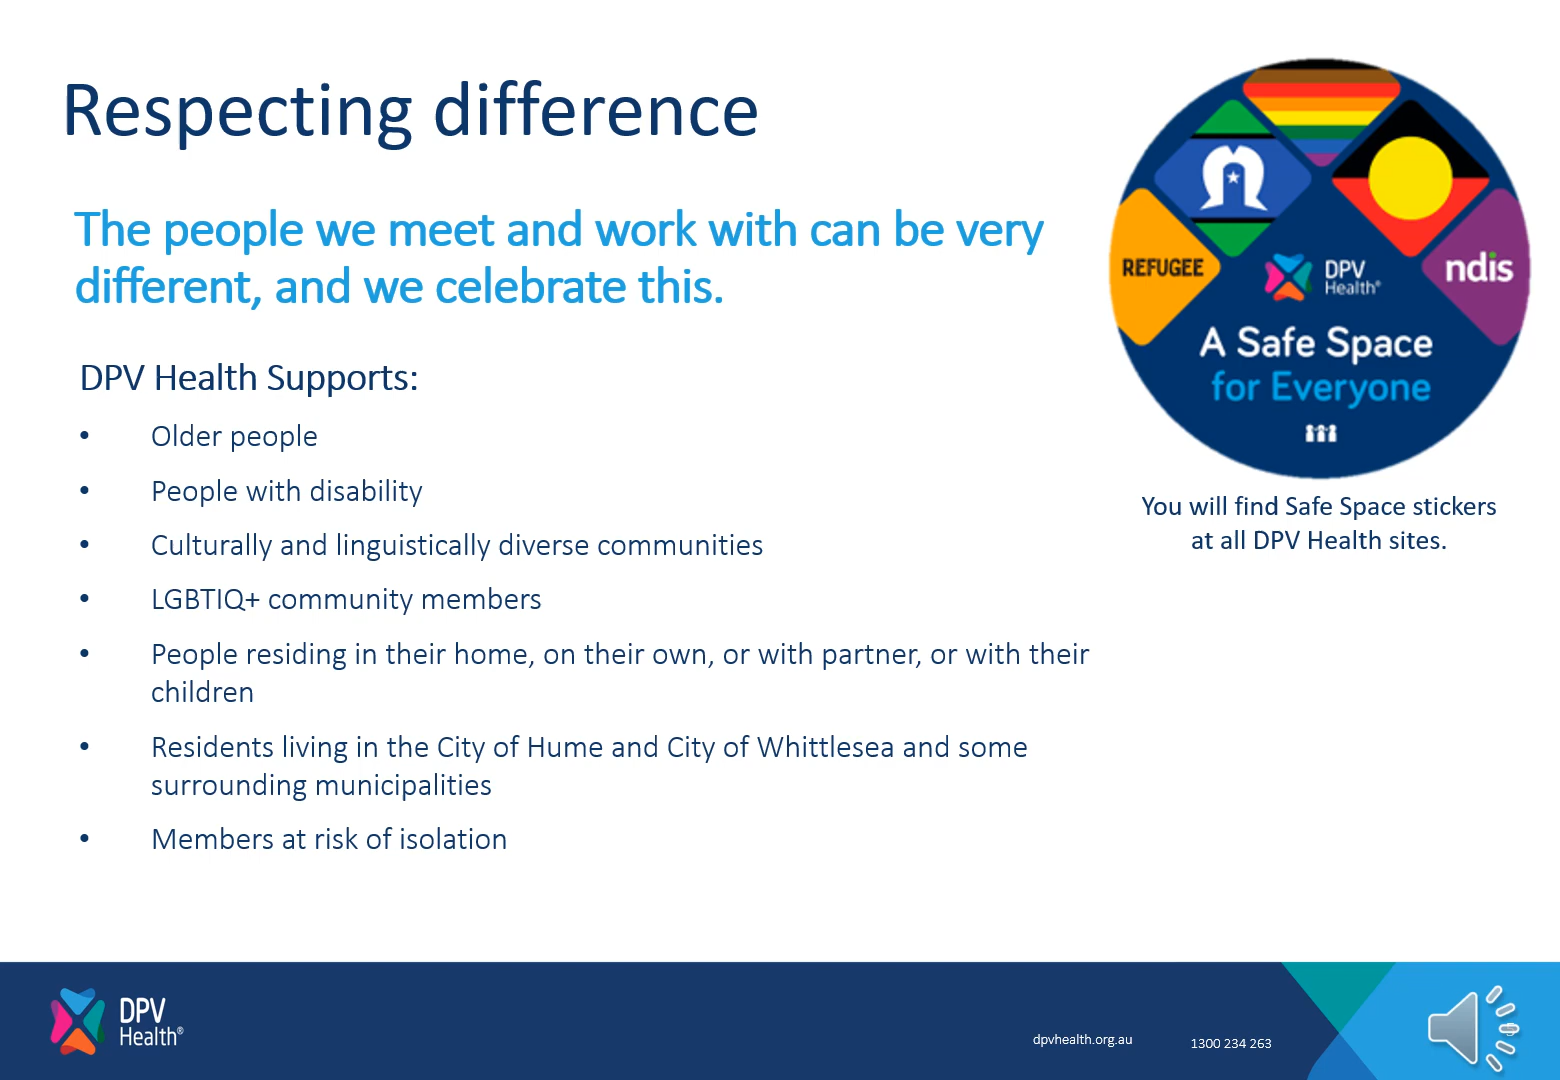 Respecting difference
The people we meet and work with can be very
different, and we celebrate this.
DPV Health Supports:
• Older people
• People with disability
• Culturally and linguistically diverse communities
• LGBTIQ+ community members
• People residing in their home, on their own, or with partner, or with their
children
• Residents living in the City of Hume and City of Whittlesea and some
surrounding municipalities
• Members at risk of isolation
REFUGEE
ndis
DPV
Health®
A Safe Space
for Everyone
You will find Safe Space stickers
at all DPV Health sites.
DPV
Health®
dpvhealth.org.au
1300 234 263